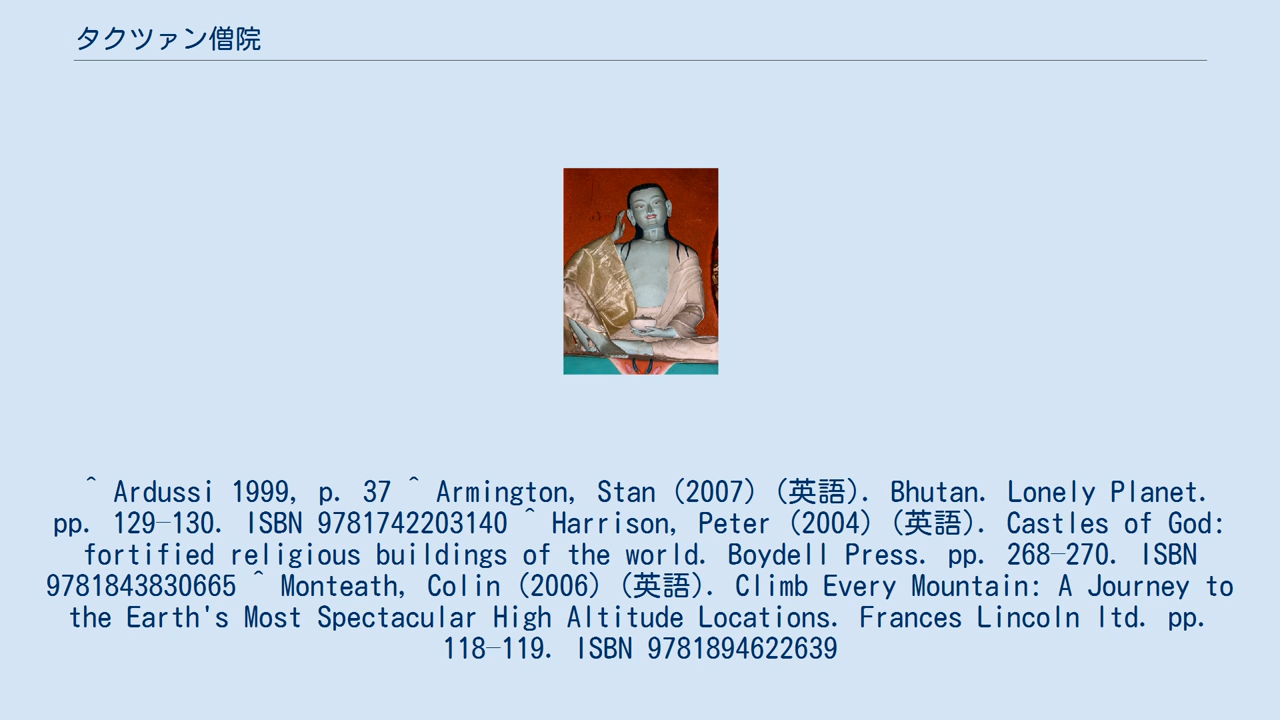 タクツァン僧院
^ Ardussi 1999, p. 37 ^ Armington, Stan (2007) (英語). Bhutan. Lonely Planet.
pp. 129–130. ISBN 9781742203140 ^ Harrison, Peter (2004) (英語). Castles of God:
fortified religious buildings of the world. Boydell Press. pp. 268–270. ISBN
9781843830665 ^ Monteath, Colin (2006) (英語). Climb Every Mountain: A Journey to
the Earth's Most Spectacular High Altitude Locations. Frances Lincoln ltd. pp.
118–119. ISBN 9781894622639